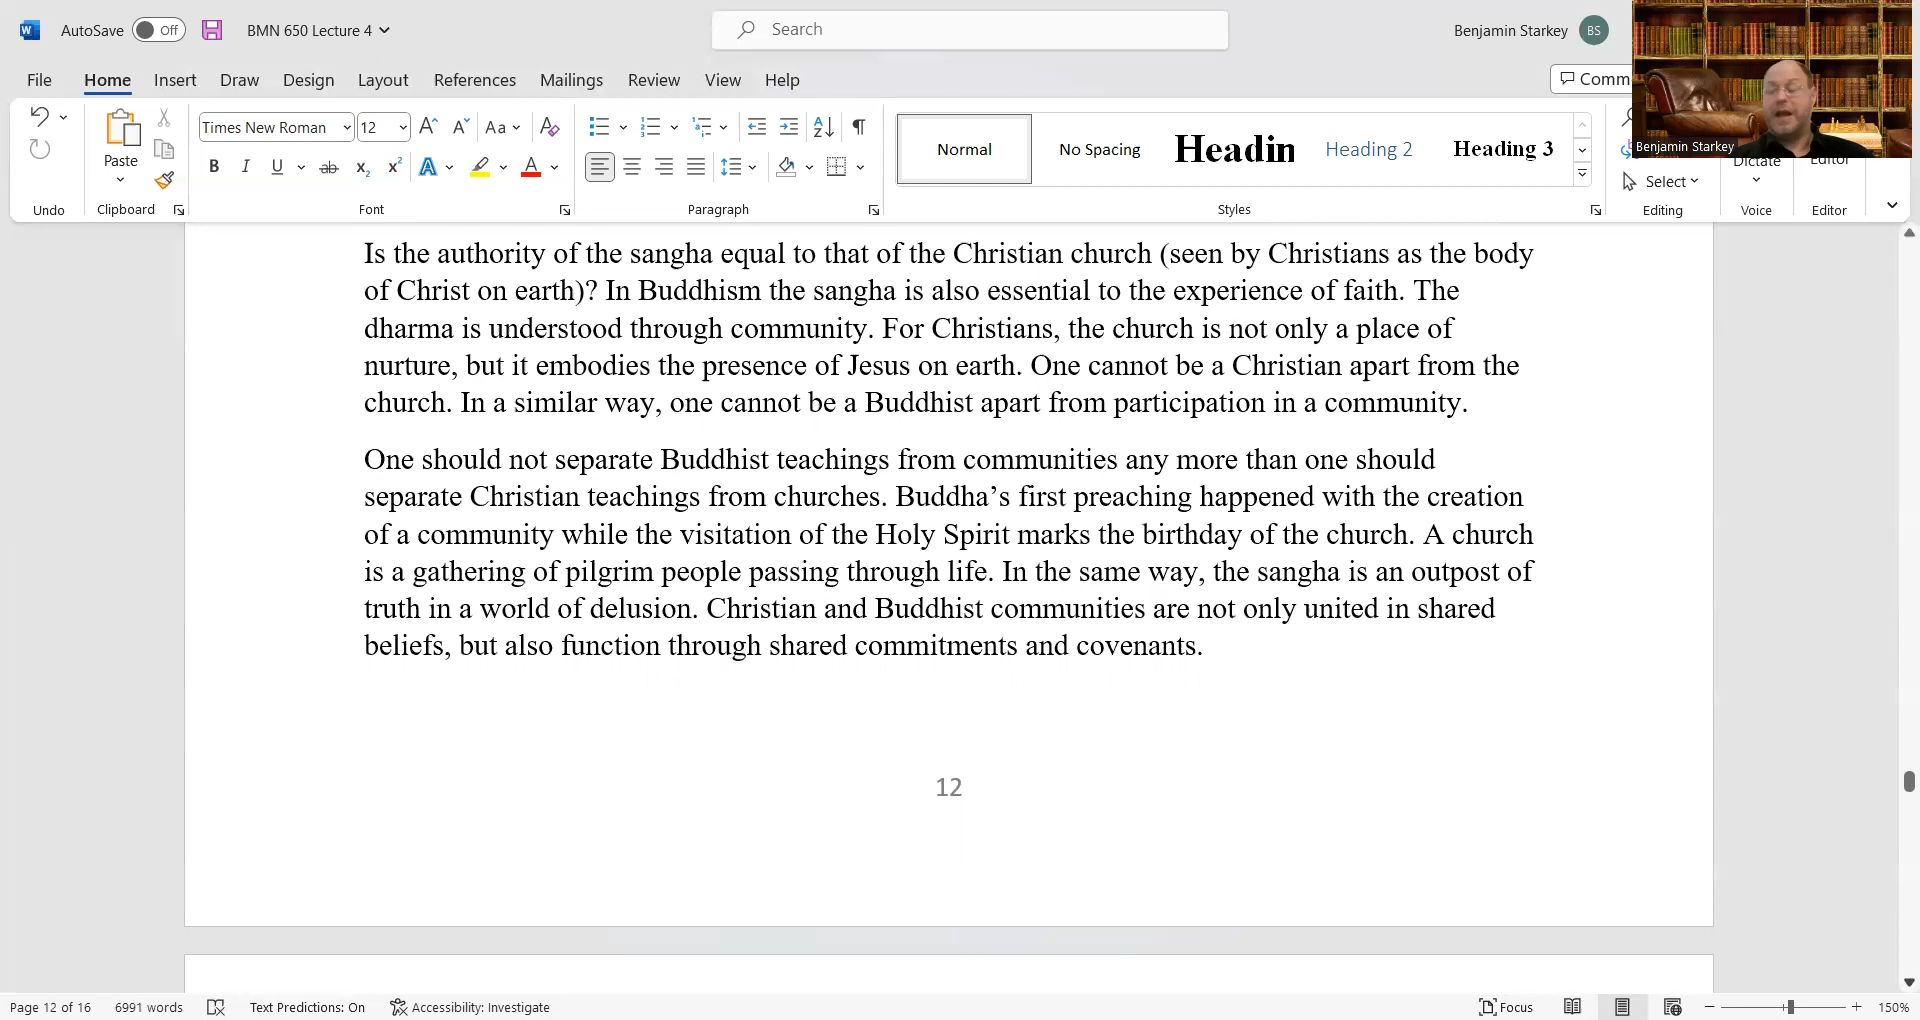 AutoSave Off BMN 650 Lecture 4 Search Benjamin Starkey BS
File Home Insert Draw Design Layout References Mailings Review View Help Comm
Benjamin Starkey
Times New Roman 12 Aa
Paste
B I U ab x2 x2 A A
Normal No Spacing Headin Heading 2 Heading 3
Select Dictate Editor
Undo Clipboard Font Paragraph Styles Editing Voice Editor
Is the authority of the sangha equal to that of the Christian church (seen by Christians as the body
of Christ on earth)? In Buddhism the sangha is also essential to the experience of faith. The
dharma is understood through community. For Christians, the church is not only a place of
nurture, but it embodies the presence of Jesus on earth. One cannot be a Christian apart from the
church. In a similar way, one cannot be a Buddhist apart from participation in a community.
One should not separate Buddhist teachings from communities any more than one should
separate Christian teachings from churches. Buddha’s first preaching happened with the creation
of a community while the visitation of the Holy Spirit marks the birthday of the church. A church
is a gathering of pilgrim people passing through life. In the same way, the sangha is an outpost of
truth in a world of delusion. Christian and Buddhist communities are not only united in shared
beliefs, but also function through shared commitments and covenants.
12
Page 12 of 16 6991 words Text Predictions: On Accessibility: Investigate Focus 150%